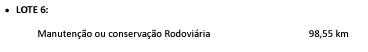 • LOTE 6:
Manutenção ou conservação Rodoviária 98,55 km